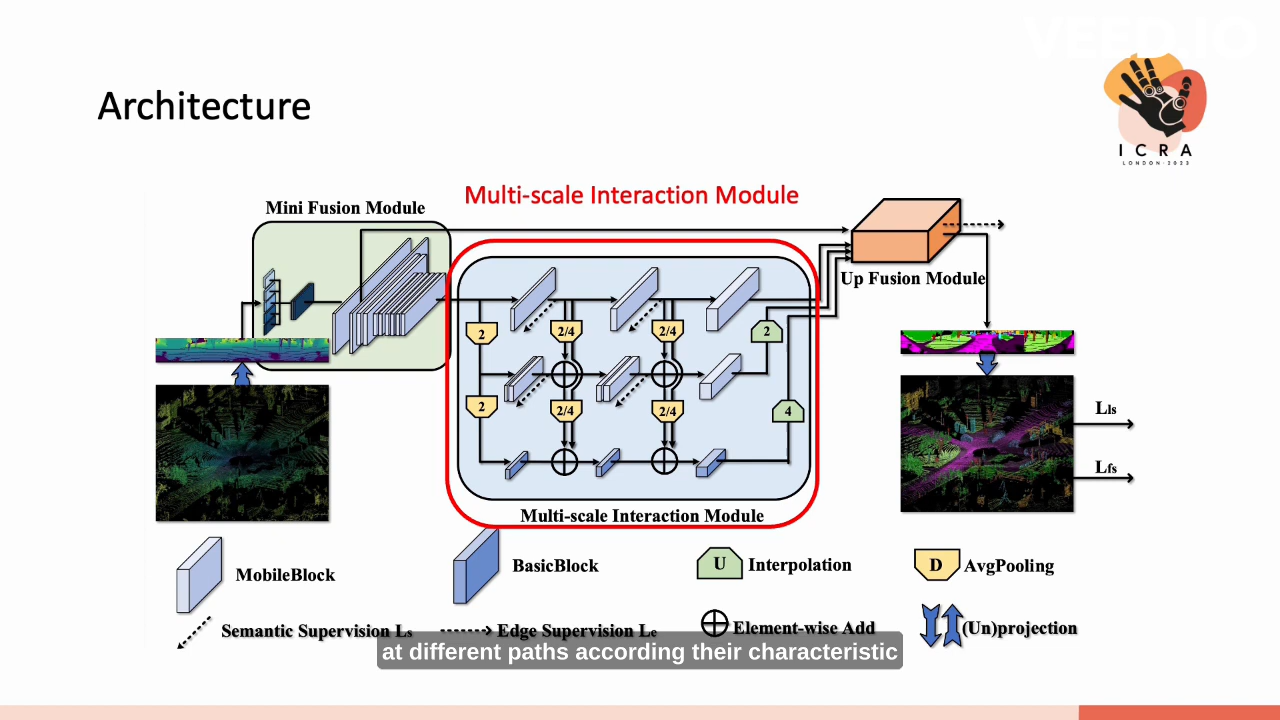 VEED.IO
Architecture
ICRA
LONDON·2023
Multi-scale Interaction Module
Mini Fusion Module
Up Fusion Module
2
2/4
2/4
2
2
2/4
2/4
4
Lls
Lfs
Multi-scale Interaction Module
MobileBlock
BasicBlock
U
Interpolation
D
AvgPooling
Semantic Supervision Ls
Edge Supervision Le
Element-wise Add
(Un)projection
at different paths according their characteristic